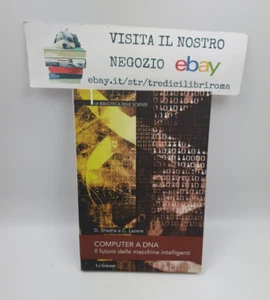 VISITA IL NOSTRO
NEGOZIO ebay
ebay.it/str/tredicilibriroma
LA BIBLIOTECA DELLE SCIENZE
D. Shasha e C. Lazere
COMPUTER A DNA
Il futuro delle macchine intelligenti
Le Scienze